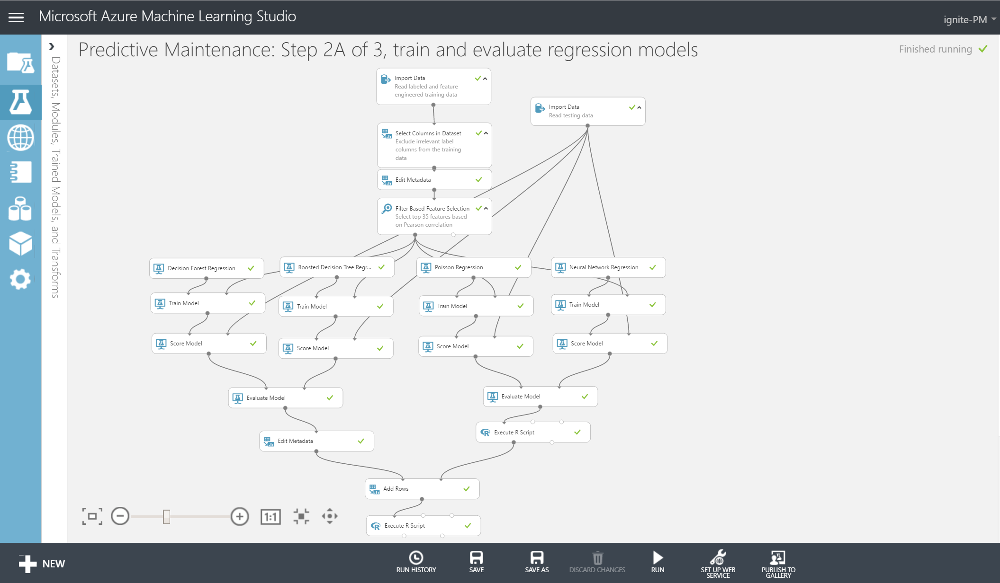 Microsoft Azure Machine Learning Studio
ignite-PM
Datasets, Modules, Trained Models, and Transforms
Predictive Maintenance: Step 2A of 3, train and evaluate regression models
Finished running
Import Data
Read labeled and feature
engineered training data
Import Data
Read testing data
Select Columns in Dataset
Exclude irrelevant label
columns from the training
data
Edit Metadata
Filter Based Feature Selection
Select top 35 features based
on Pearson correlation
Decision Forest Regression
Boosted Decision Tree Regr...
Poisson Regression
Neural Network Regression
Train Model
Train Model
Train Model
Train Model
Score Model
Score Model
Score Model
Score Model
Evaluate Model
Evaluate Model
Execute R Script
Edit Metadata
Add Rows
1:1
Execute R Script
NEW
RUN HISTORY
SAVE
SAVE AS
DISCARD CHANGES
RUN
SET UP WEB
SERVICE
PUBLISH TO
GALLERY